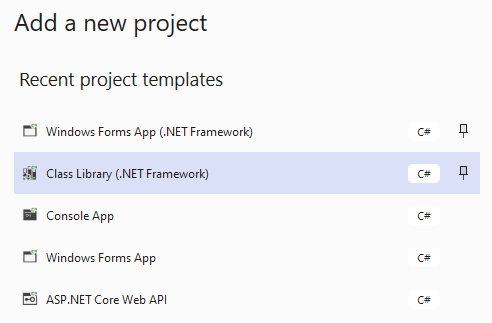 Add a new project
Recent project templates
Windows Forms App (.NET Framework) C#
Class Library (.NET Framework) C#
Console App C#
Windows Forms App C#
ASP.NET Core Web API C#